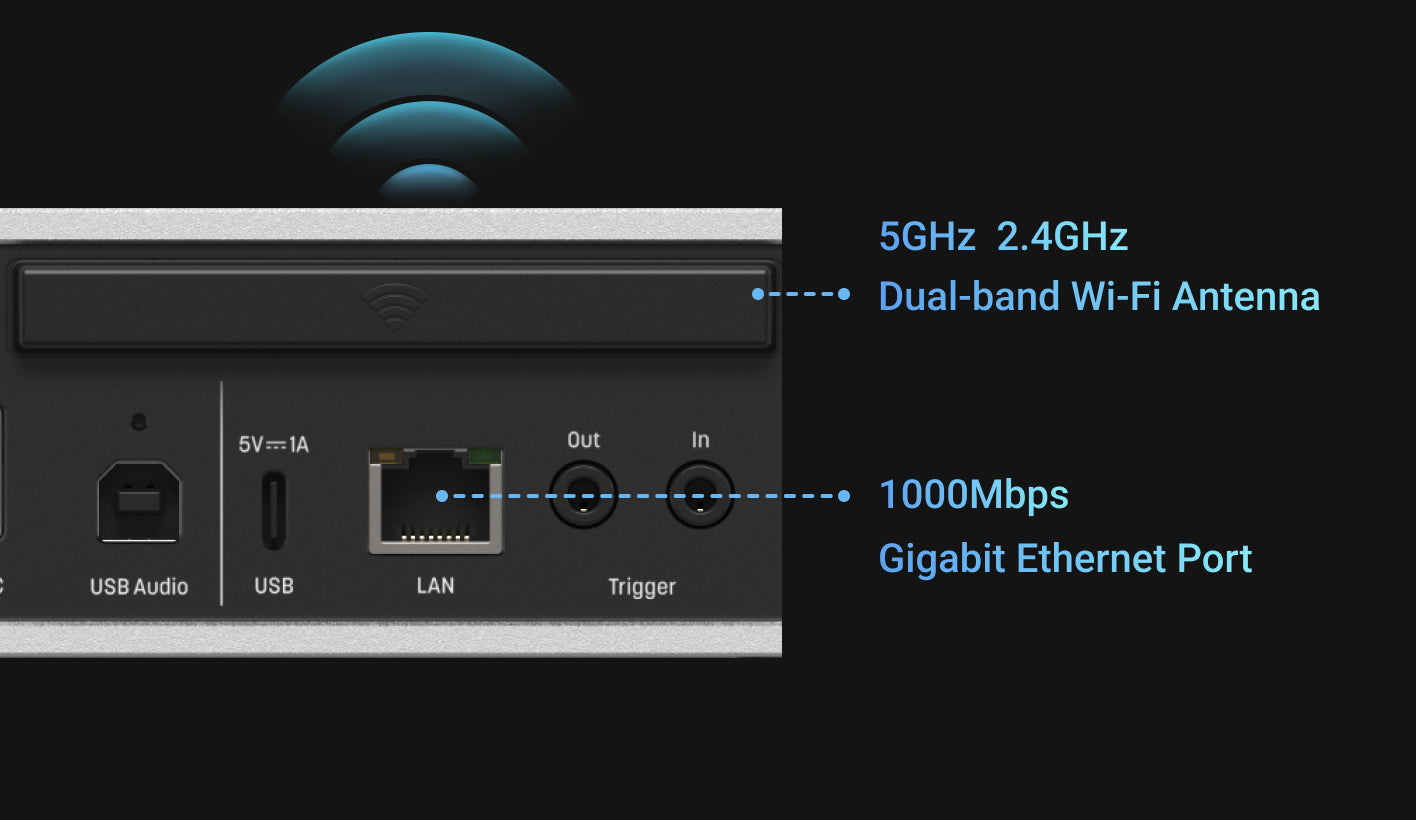 5GHz 2.4GHz
Dual-band Wi-Fi Antenna
5V⎓1A
Out
In
1000Mbps
Gigabit Ethernet Port
USB Audio
USB
LAN
Trigger